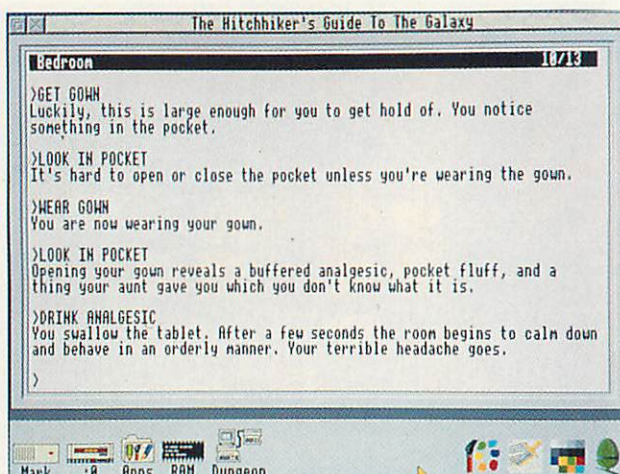 The Hitchhiker's Guide To The Galaxy
Bedroom 10/13
>GET GOWN
Luckily, this is large enough for you to get hold of. You notice
something in the pocket.
>LOOK IN POCKET
It's hard to open or close the pocket unless you're wearing the gown.
>WEAR GOWN
You are now wearing your gown.
>LOOK IN POCKET
Opening your gown reveals a buffered analgesic, pocket fluff, and a
thing your aunt gave you which you don't know what it is.
>DRINK ANALGESIC
You swallow the tablet. After a few seconds the room begins to calm down
and behave in an orderly manner. Your terrible headache goes.
>
Mark :0 Apps RAM Dungeon